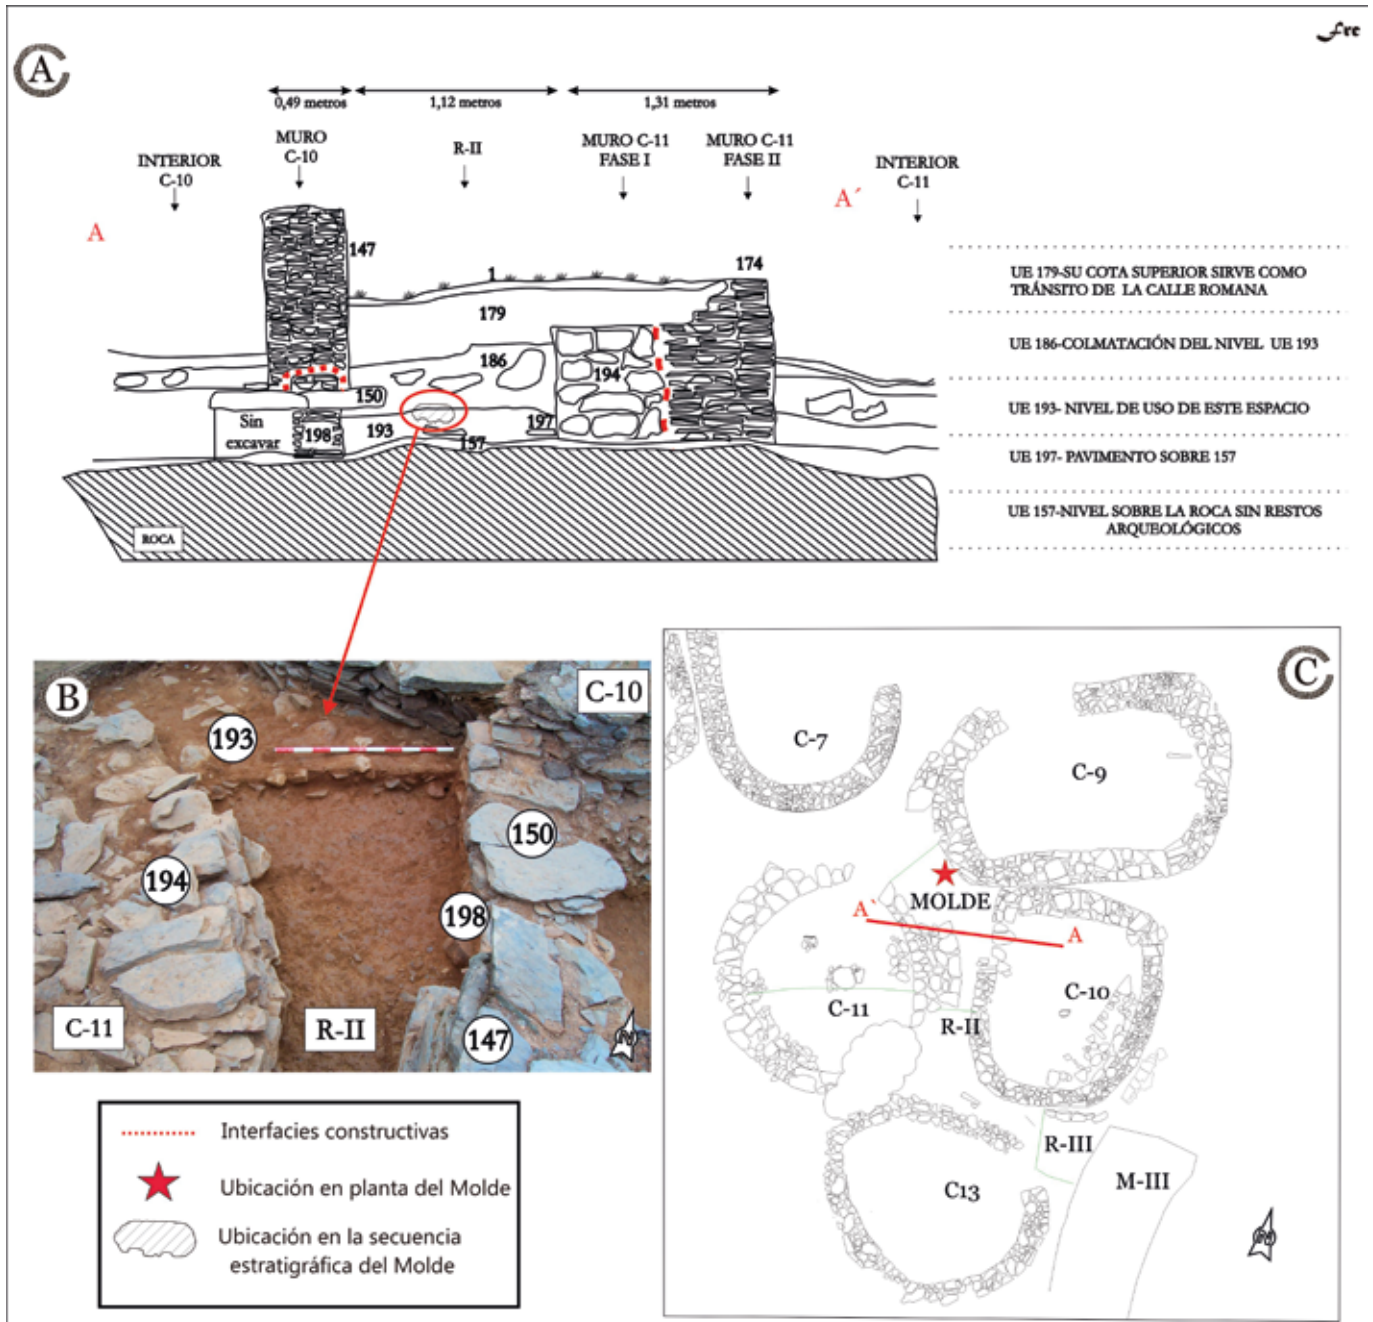 frc
A
0,49 metros
1,12 metros
1,31 metros
INTERIOR
C-10
MURO
C-10
R-II
MURO C-11
FASE I
MURO C-11
FASE II
INTERIOR
C-11
A
A´
147
1
174
179
186
194
150
Sin
excavar
198
193
197
157
ROCA
UE 179-SU COTA SUPERIOR SIRVE COMO
TRÁNSITO DE LA CALLE ROMANA
UE 186-COLMATACIÓN DEL NIVEL UE 193
UE 193- NIVEL DE USO DE ESTE ESPACIO
UE 197- PAVIMENTO SOBRE 157
UE 157-NIVEL SOBRE LA ROCA SIN RESTOS
ARQUEOLÓGICOS
B
C-10
193
150
194
198
C-11
R-II
147
N
Interfacies constructivas
Ubicación en planta del Molde
Ubicación en la secuencia
estratigráfica del Molde
C
C-7
C-9
MOLDE
A`
A
C-11
C-10
R-II
R-III
M-III
C13